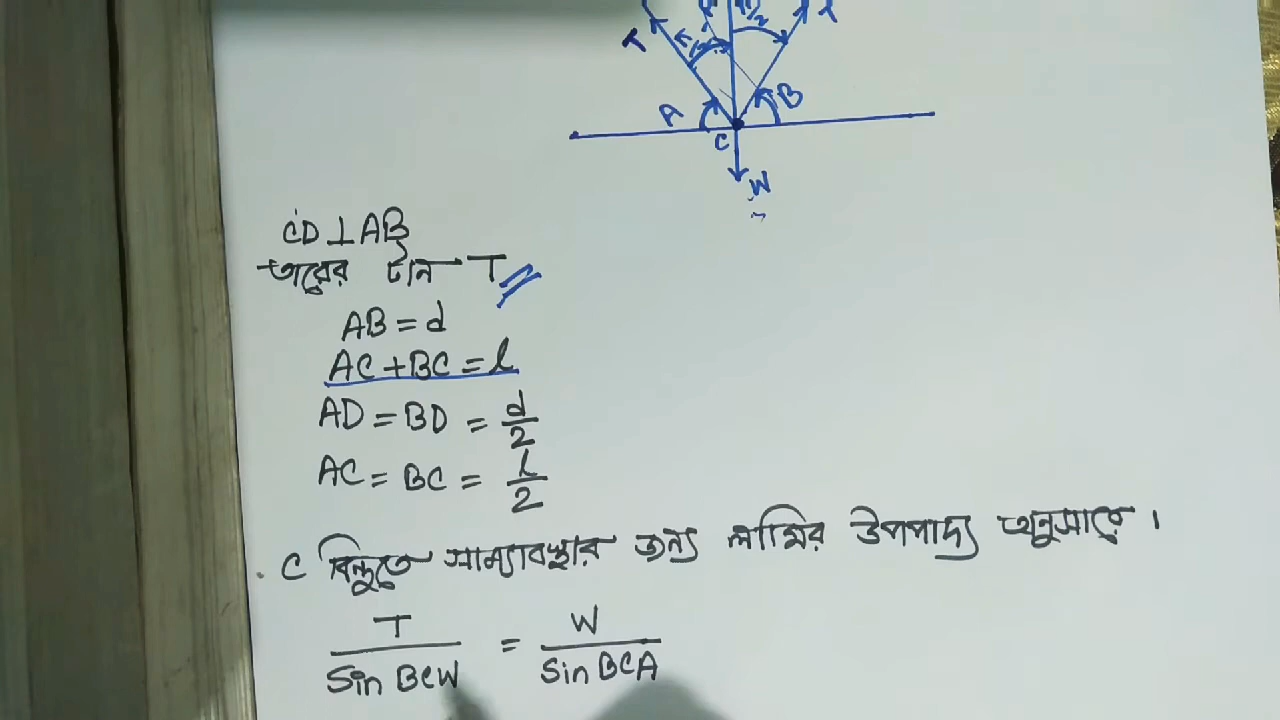 T
A
B
C
W
CD ⊥ AB
তারের টান T
AB = d
AC + BC = l
AD = BD = d/2
AC = BC = l/2
C বিন্দুতে সাম্যাবস্থার জন্য লামির উপপাদ্য অনুসারে ।
T/Sin BCW = W/Sin BCA